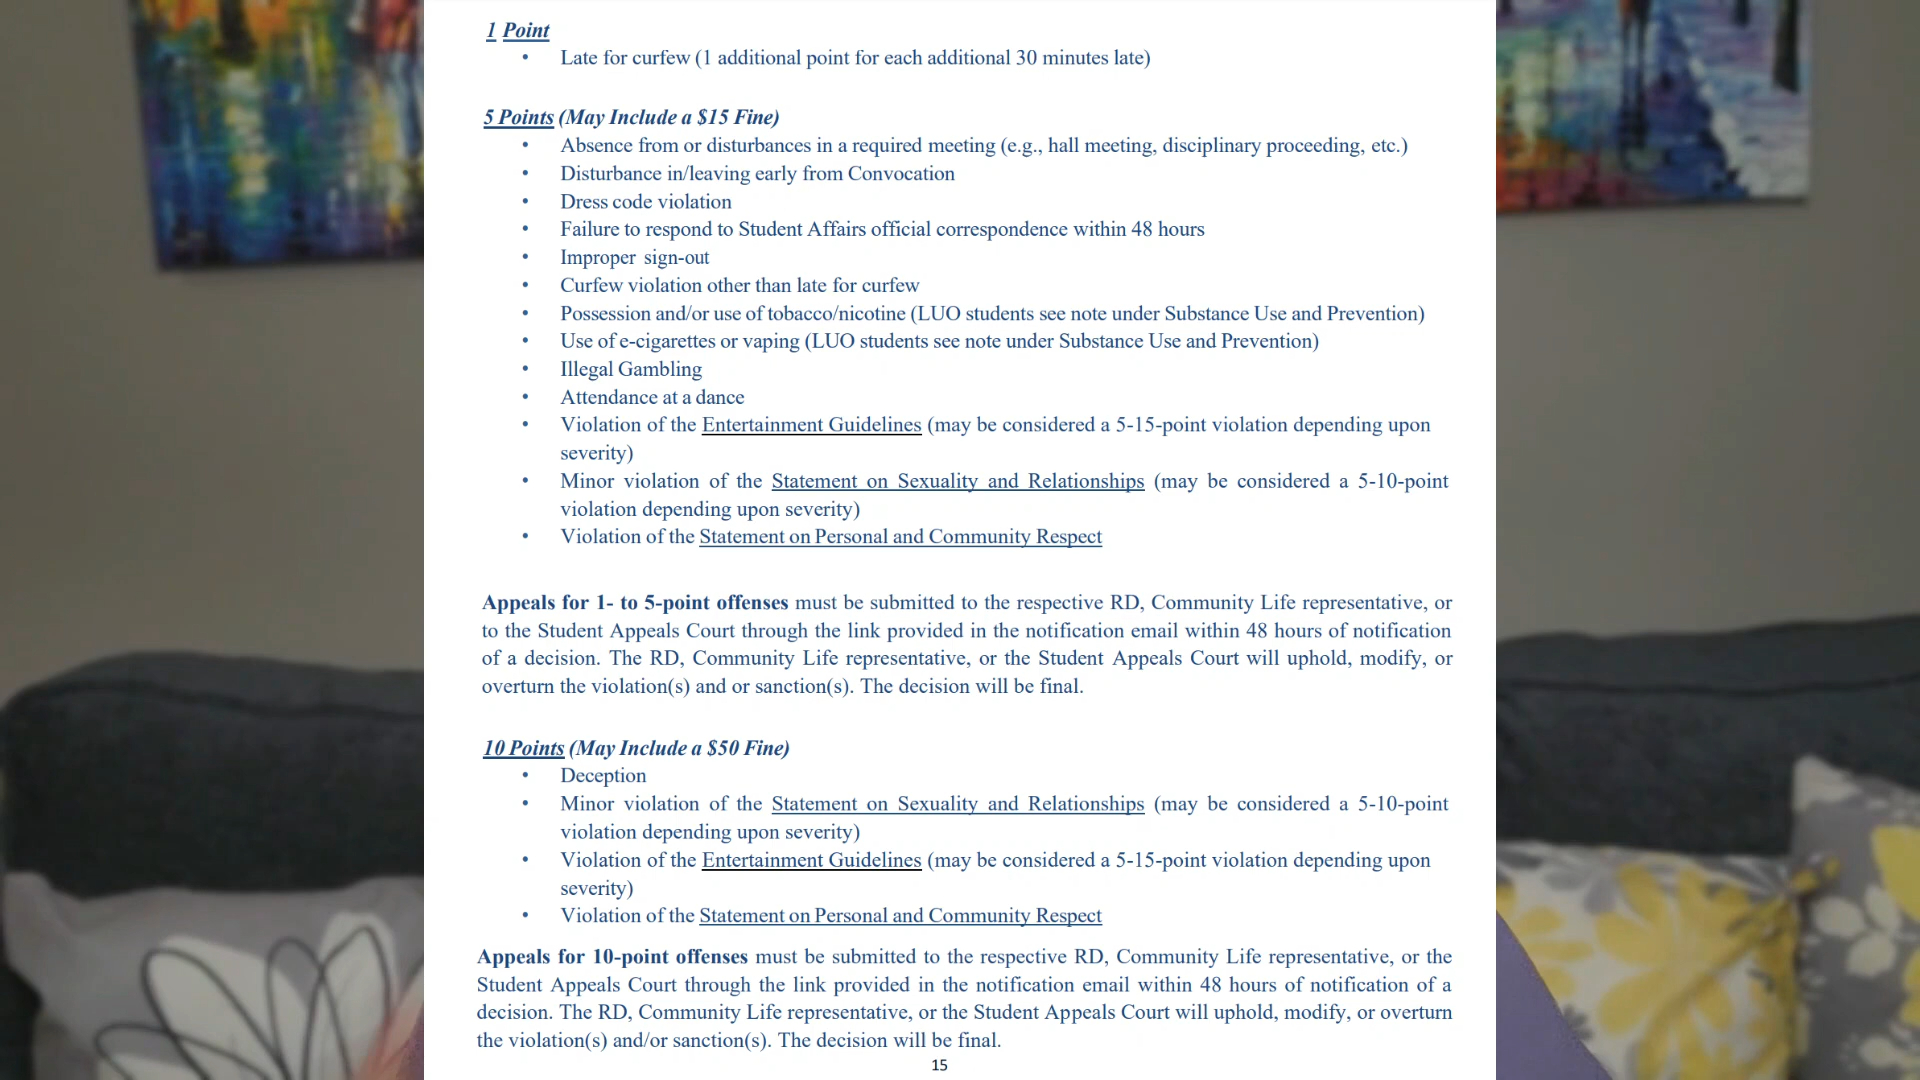 1 Point
• Late for curfew (1 additional point for each additional 30 minutes late)
5 Points (May Include a $15 Fine)
• Absence from or disturbances in a required meeting (e.g., hall meeting, disciplinary proceeding, etc.)
• Disturbance in/leaving early from Convocation
• Dress code violation
• Failure to respond to Student Affairs official correspondence within 48 hours
• Improper sign-out
• Curfew violation other than late for curfew
• Possession and/or use of tobacco/nicotine (LUO students see note under Substance Use and Prevention)
• Use of e-cigarettes or vaping (LUO students see note under Substance Use and Prevention)
• Illegal Gambling
• Attendance at a dance
• Violation of the Entertainment Guidelines (may be considered a 5-15-point violation depending upon
severity)
• Minor violation of the Statement on Sexuality and Relationships (may be considered a 5-10-point
violation depending upon severity)
• Violation of the Statement on Personal and Community Respect
Appeals for 1- to 5-point offenses must be submitted to the respective RD, Community Life representative, or
to the Student Appeals Court through the link provided in the notification email within 48 hours of notification
of a decision. The RD, Community Life representative, or the Student Appeals Court will uphold, modify, or
overturn the violation(s) and or sanction(s). The decision will be final.
10 Points (May Include a $50 Fine)
• Deception
• Minor violation of the Statement on Sexuality and Relationships (may be considered a 5-10-point
violation depending upon severity)
• Violation of the Entertainment Guidelines (may be considered a 5-15-point violation depending upon
severity)
• Violation of the Statement on Personal and Community Respect
Appeals for 10-point offenses must be submitted to the respective RD, Community Life representative, or the
Student Appeals Court through the link provided in the notification email within 48 hours of notification of a
decision. The RD, Community Life representative, or the Student Appeals Court will uphold, modify, or overturn
the violation(s) and/or sanction(s). The decision will be final.
15